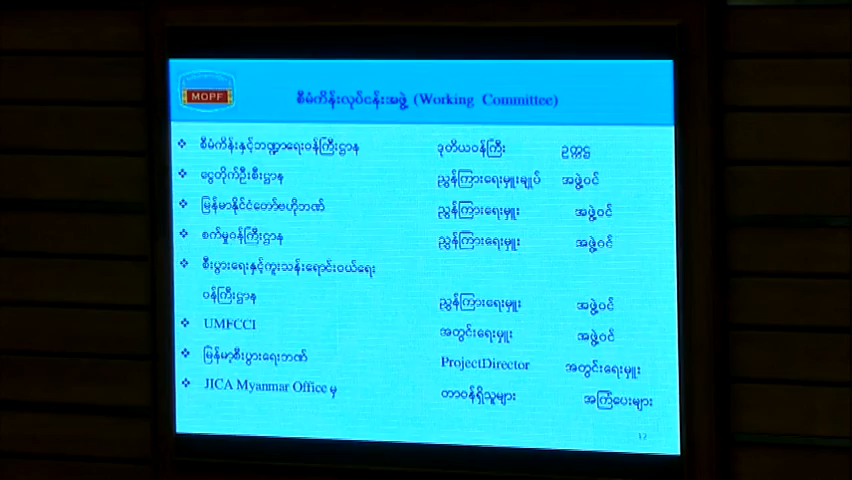 MOPF
စီမံကိန်းလုပ်ငန်းအဖွဲ့ (Working Committee)
❖ စီမံကိန်းနှင့်ဘဏ္ဍာရေးဝန်ကြီးဌာန ဒုတိယဝန်ကြီး ဥက္ကဋ္ဌ
❖ ငွေတိုက်ဦးစီးဌာန ညွှန်ကြားရေးမှူးချုပ် အဖွဲ့ဝင်
❖ မြန်မာနိုင်ငံတော်ဗဟိုဘဏ် ညွှန်ကြားရေးမှူး အဖွဲ့ဝင်
❖ စက်မှုဝန်ကြီးဌာန ညွှန်ကြားရေးမှူး အဖွဲ့ဝင်
❖ စီးပွားရေးနှင့်ကူးသန်းရောင်းဝယ်ရေး
ဝန်ကြီးဌာန ညွှန်ကြားရေးမှူး အဖွဲ့ဝင်
❖ UMFCCI အတွင်းရေးမှူး အဖွဲ့ဝင်
❖ မြန်မာ့စီးပွားရေးဘဏ် ProjectDirector အတွင်းရေးမှူး
❖ JICA Myanmar Office မှ တာဝန်ရှိသူများ အကြံပေးများ
17